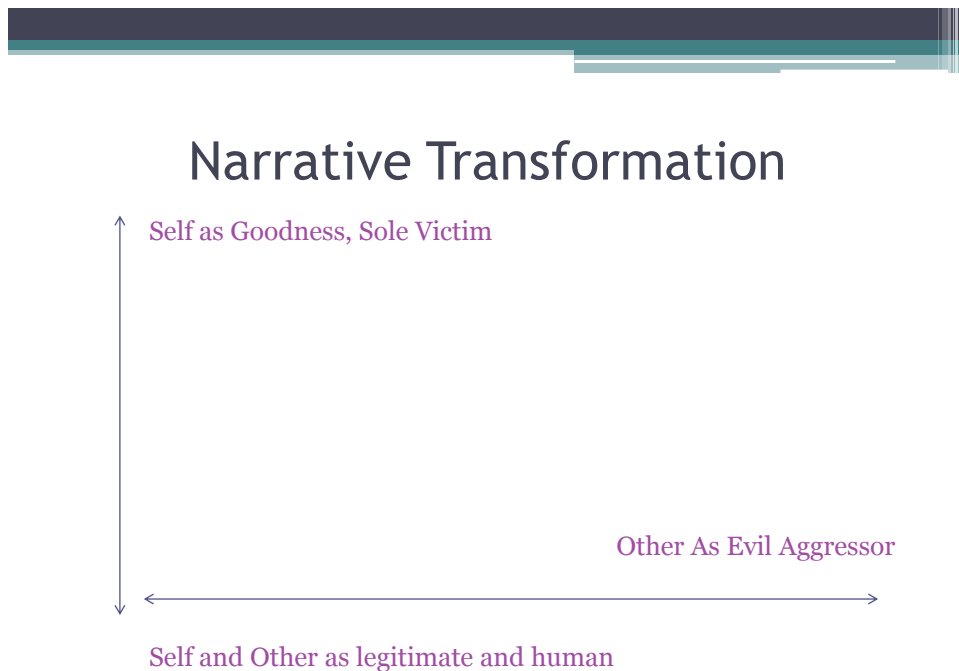 Narrative Transformation
Self as Goodness, Sole Victim
Other As Evil Aggressor
Self and Other as legitimate and human